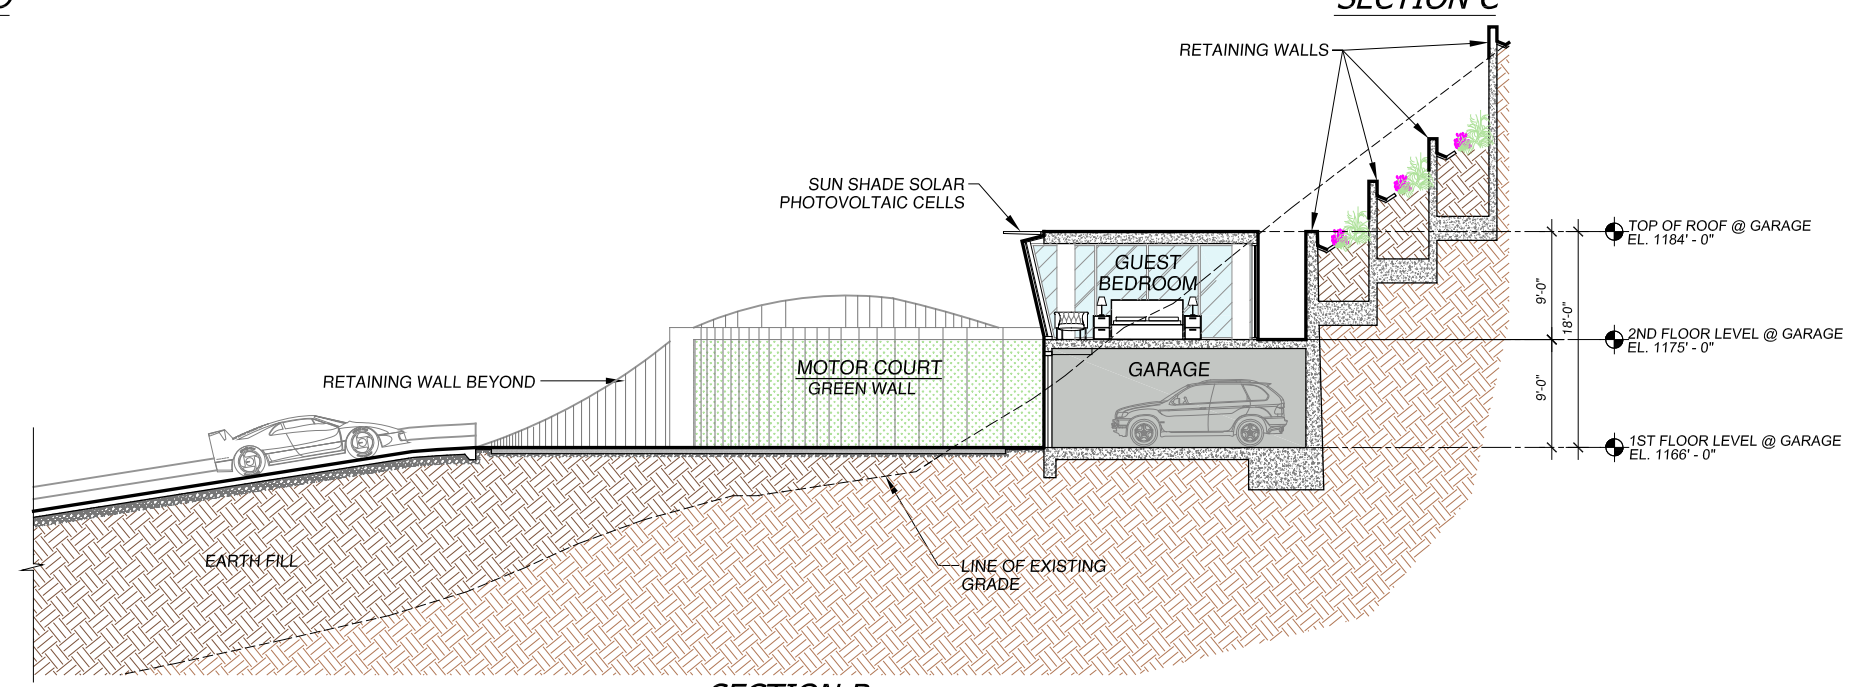 SECTION C
RETAINING WALLS
SUN SHADE SOLAR
PHOTOVOLTAIC CELLS
TOP OF ROOF @ GARAGE
EL. 1184' - 0"
GUEST
BEDROOM
9'-0"
18'-0"
2ND FLOOR LEVEL @ GARAGE
EL. 1175' - 0"
MOTOR COURT
GREEN WALL
GARAGE
RETAINING WALL BEYOND
9'-0"
1ST FLOOR LEVEL @ GARAGE
EL. 1166' - 0"
EARTH FILL
LINE OF EXISTING
GRADE